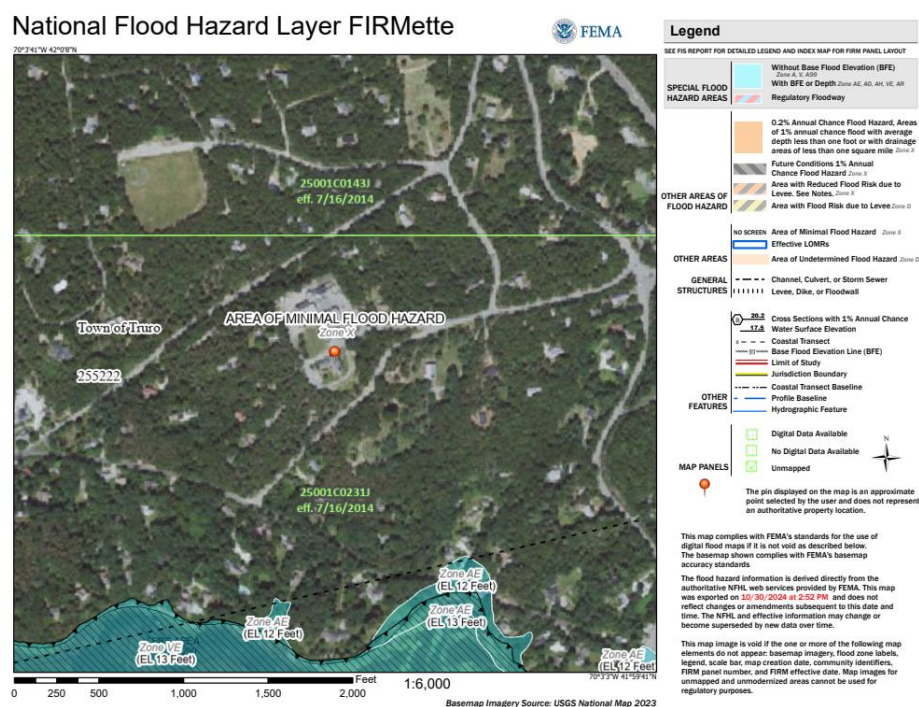 National Flood Hazard Layer FIRMette
FEMA
70°3'41"W 42°0'8"N
25001C0143J
eff. 7/16/2014
AREA OF MINIMAL FLOOD HAZARD
Zone X
Town of Truro
255222
25001C0231J
eff. 7/16/2014
Zone AE
(EL 12 Feet)
Zone AE
(EL 13 Feet)
Zone AE
(EL 12 Feet)
Zone VE
(EL 13 Feet)
Zone AE
(EL 12 Feet)
70°3'3"W 41°59'41"N
Feet
0 250 500 1,000 1,500 2,000
1:6,000
Basemap Imagery Source: USGS National Map 2023
Legend
SEE FIS REPORT FOR DETAILED LEGEND AND INDEX MAP FOR FIRM PANEL LAYOUT
SPECIAL FLOOD
HAZARD AREAS
Without Base Flood Elevation (BFE)
Zone A, V, A99
With BFE or Depth Zone AE, AO, AH, VE, AR
Regulatory Floodway
OTHER AREAS OF
FLOOD HAZARD
0.2% Annual Chance Flood Hazard, Areas
of 1% annual chance flood with average
depth less than one foot or with drainage
areas of less than one square mile Zone X
Future Conditions 1% Annual
Chance Flood Hazard Zone X
Area with Reduced Flood Risk due to
Levee. See Notes. Zone X
Area with Flood Risk due to Levee Zone D
OTHER AREAS
NO SCREEN Area of Minimal Flood Hazard Zone X
Effective LOMRs
Area of Undetermined Flood Hazard Zone D
GENERAL
STRUCTURES
Channel, Culvert, or Storm Sewer
Levee, Dike, or Floodwall
OTHER
FEATURES
B 20.2 Cross Sections with 1% Annual Chance
17.5 Water Surface Elevation
Coastal Transect
Base Flood Elevation Line (BFE)
Limit of Study
Jurisdiction Boundary
Coastal Transect Baseline
Profile Baseline
Hydrographic Feature
MAP PANELS
Digital Data Available
No Digital Data Available
Unmapped
N
The pin displayed on the map is an approximate
point selected by the user and does not represent
an authoritative property location.
This map complies with FEMA's standards for the use of
digital flood maps if it is not void as described below.
The basemap shown complies with FEMA's basemap
accuracy standards
The flood hazard information is derived directly from the
authoritative NFHL web services provided by FEMA. This map
was exported on 10/30/2024 at 2:52 PM and does not
reflect changes or amendments subsequent to this date and
time. The NFHL and effective information may change or
become superseded by new data over time.
This map image is void if the one or more of the following map
elements do not appear: basemap imagery, flood zone labels,
legend, scale bar, map creation date, community identifiers,
FIRM panel number, and FIRM effective date. Map images for
unmapped and unmodernized areas cannot be used for
regulatory purposes.